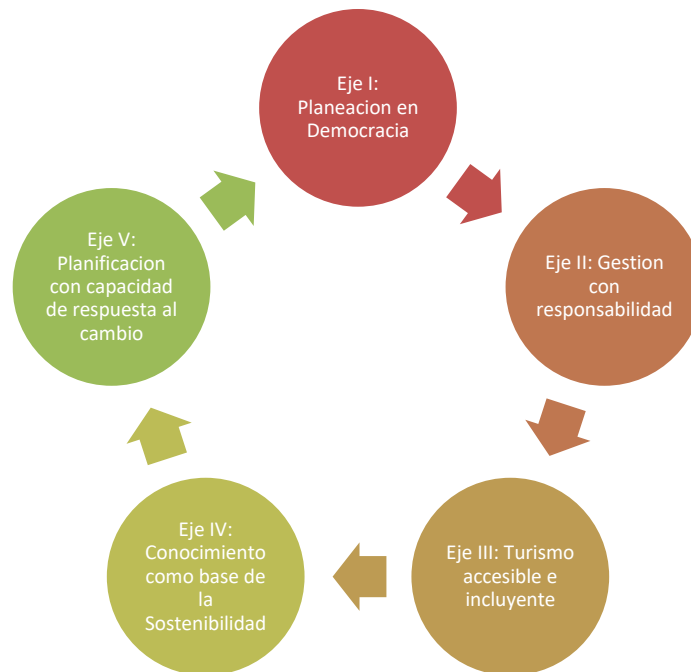 Eje I:
Planeacion en
Democracia
Eje II: Gestion
con
responsabilidad
Eje III: Turismo
accesible e
incluyente
Eje IV:
Conocimiento
como base de
la
Sostenibilidad
Eje V:
Planificacion
con capacidad
de respuesta al
cambio